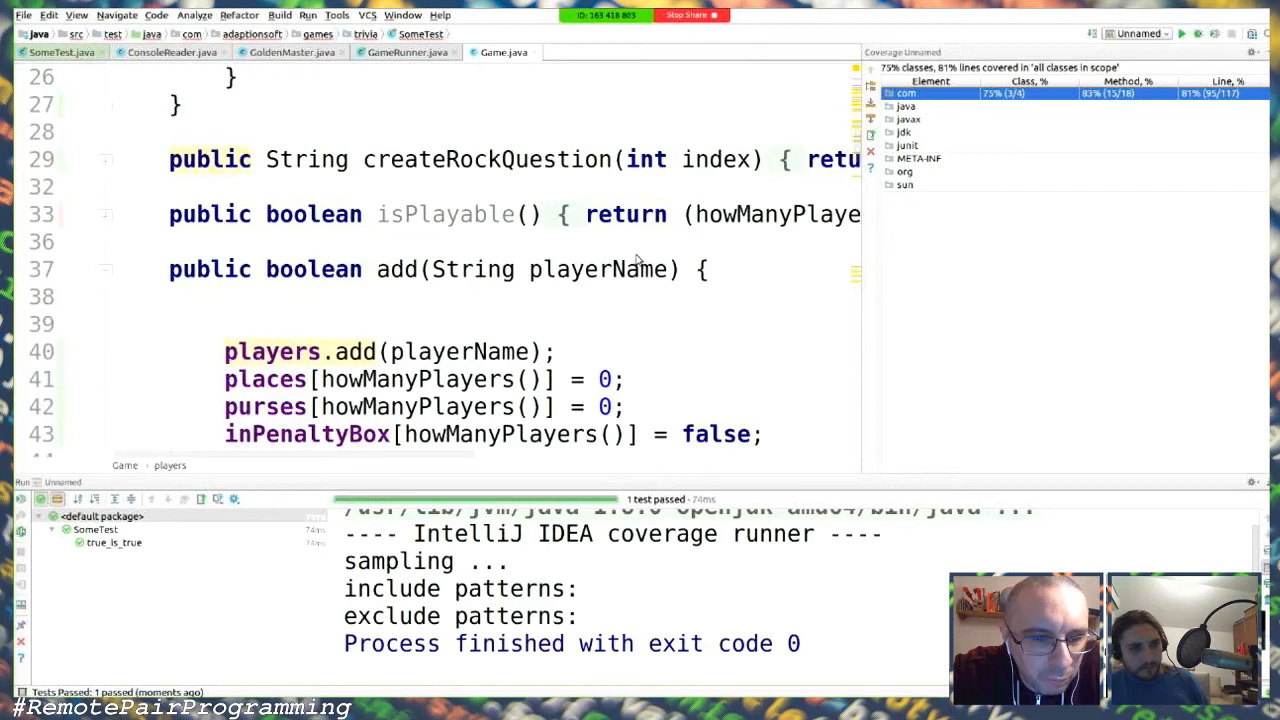 File Edit View Navigate Code Analyze Refactor Build Run Tools VCS Window Help
ID: 163 418 803 Stop Share
java src test java com adaptionsoft games trivia SomeTest
Unnamed
SomeTest.java ConsoleReader.java GoldenMaster.java GameRunner.java Game.java
Coverage Unnamed
75% classes, 81% lines covered in 'all classes in scope'
Element Class, % Method, % Line, %
com 75% (3/4) 83% (15/18) 81% (95/117)
java
javax
jdk
junit
META-INF
org
sun
26 }
27 }
28
29 public String createRockQuestion(int index) { retu
32
33 public boolean isPlayable() { return (howManyPlaye
36
37 public boolean add(String playerName) {
38
39
40 players.add(playerName);
41 places[howManyPlayers()] = 0;
42 purses[howManyPlayers()] = 0;
43 inPenaltyBox[howManyPlayers()] = false;
Game players
Run Unnamed
1 test passed - 74ms
<default package>
SomeTest 74ms
true_is_true 74ms
---- IntelliJ IDEA coverage runner ----
sampling ...
include patterns:
exclude patterns:
Process finished with exit code 0
Tests Passed: 1 passed (moments ago)
#RemotePairProgramming